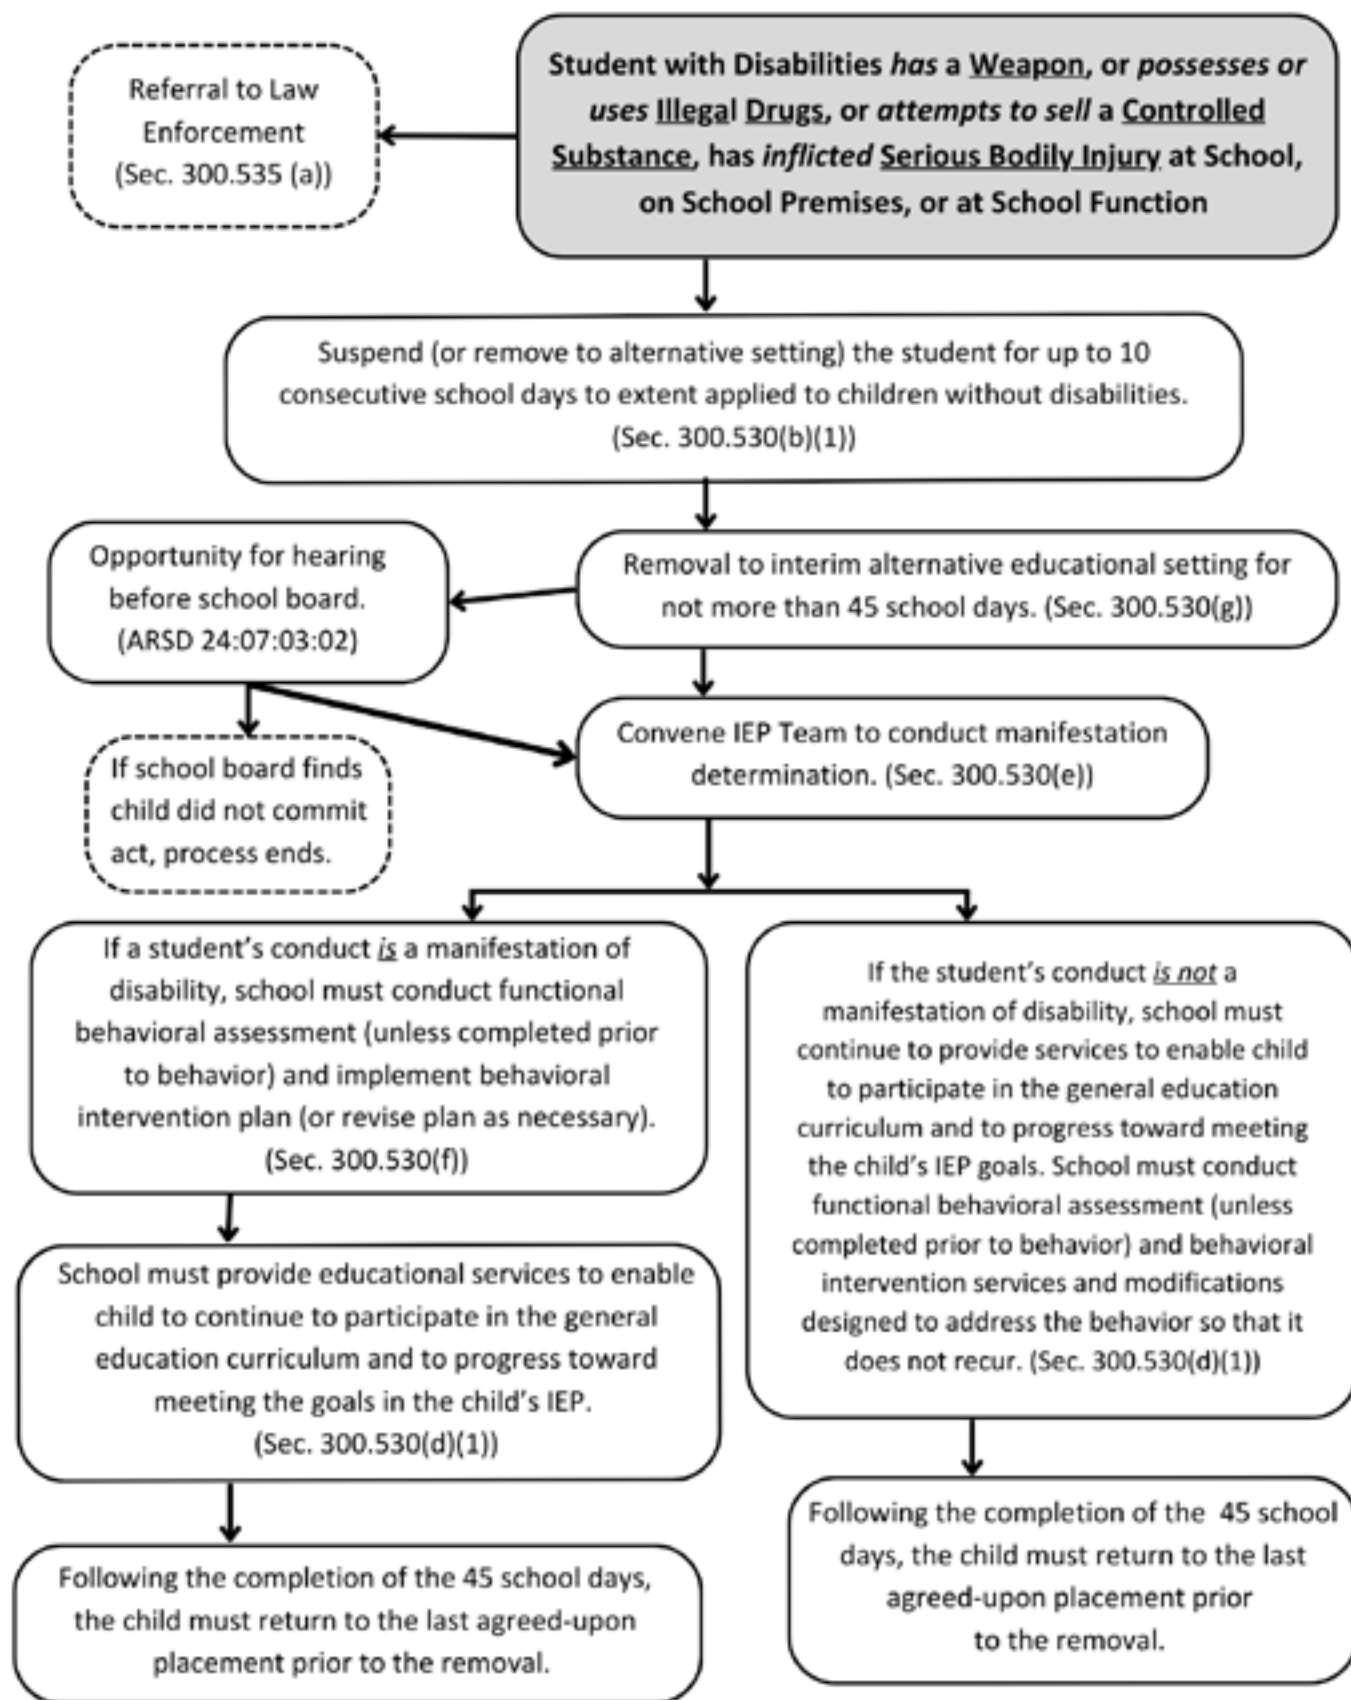 Referral to Law
Enforcement
(Sec. 300.535 (a))
Student with Disabilities has a Weapon, or possesses or
uses Illegal Drugs, or attempts to sell a Controlled
Substance, has inflicted Serious Bodily Injury at School,
on School Premises, or at School Function
Suspend (or remove to alternative setting) the student for up to 10
consecutive school days to extent applied to children without disabilities.
(Sec. 300.530(b)(1))
Opportunity for hearing
before school board.
(ARSD 24:07:03:02)
Removal to interim alternative educational setting for
not more than 45 school days. (Sec. 300.530(g))
If school board finds
child did not commit
act, process ends.
Convene IEP Team to conduct manifestation
determination. (Sec. 300.530(e))
If a student's conduct is a manifestation of
disability, school must conduct functional
behavioral assessment (unless completed prior
to behavior) and implement behavioral
intervention plan (or revise plan as necessary).
(Sec. 300.530(f))
School must provide educational services to enable
child to continue to participate in the general
education curriculum and to progress toward
meeting the goals in the child's IEP.
(Sec. 300.530(d)(1))
Following the completion of the 45 school days,
the child must return to the last agreed-upon
placement prior to the removal.
If the student's conduct is not a
manifestation of disability, school must
continue to provide services to enable child
to participate in the general education
curriculum and to progress toward meeting
the child's IEP goals. School must conduct
functional behavioral assessment (unless
completed prior to behavior) and behavioral
intervention services and modifications
designed to address the behavior so that it
does not recur. (Sec. 300.530(d)(1))
Following the completion of the 45 school
days, the child must return to the last
agreed-upon placement prior
to the removal.